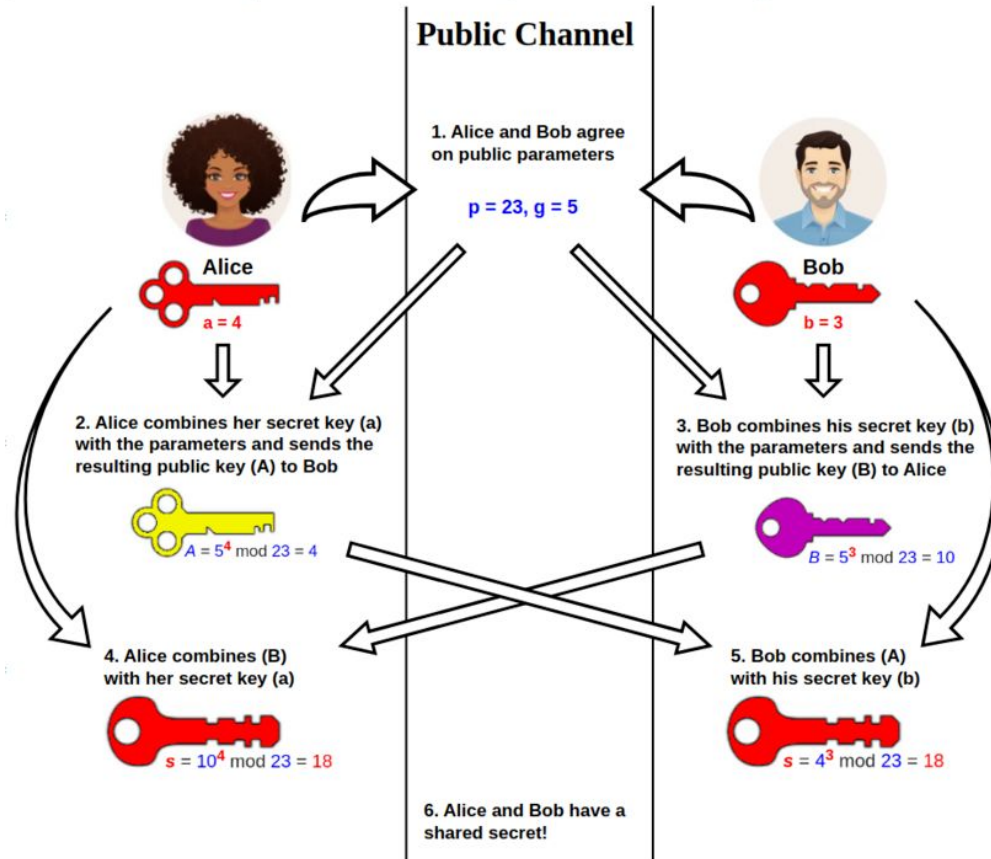 Public Channel
1. Alice and Bob agree
on public parameters
p = 23, g = 5
Alice
a = 4
Bob
b = 3
2. Alice combines her secret key (a)
with the parameters and sends the
resulting public key (A) to Bob
A = 5⁴ mod 23 = 4
3. Bob combines his secret key (b)
with the parameters and sends the
resulting public key (B) to Alice
B = 5³ mod 23 = 10
4. Alice combines (B)
with her secret key (a)
s = 10⁴ mod 23 = 18
5. Bob combines (A)
with his secret key (b)
s = 4³ mod 23 = 18
6. Alice and Bob have a
shared secret!